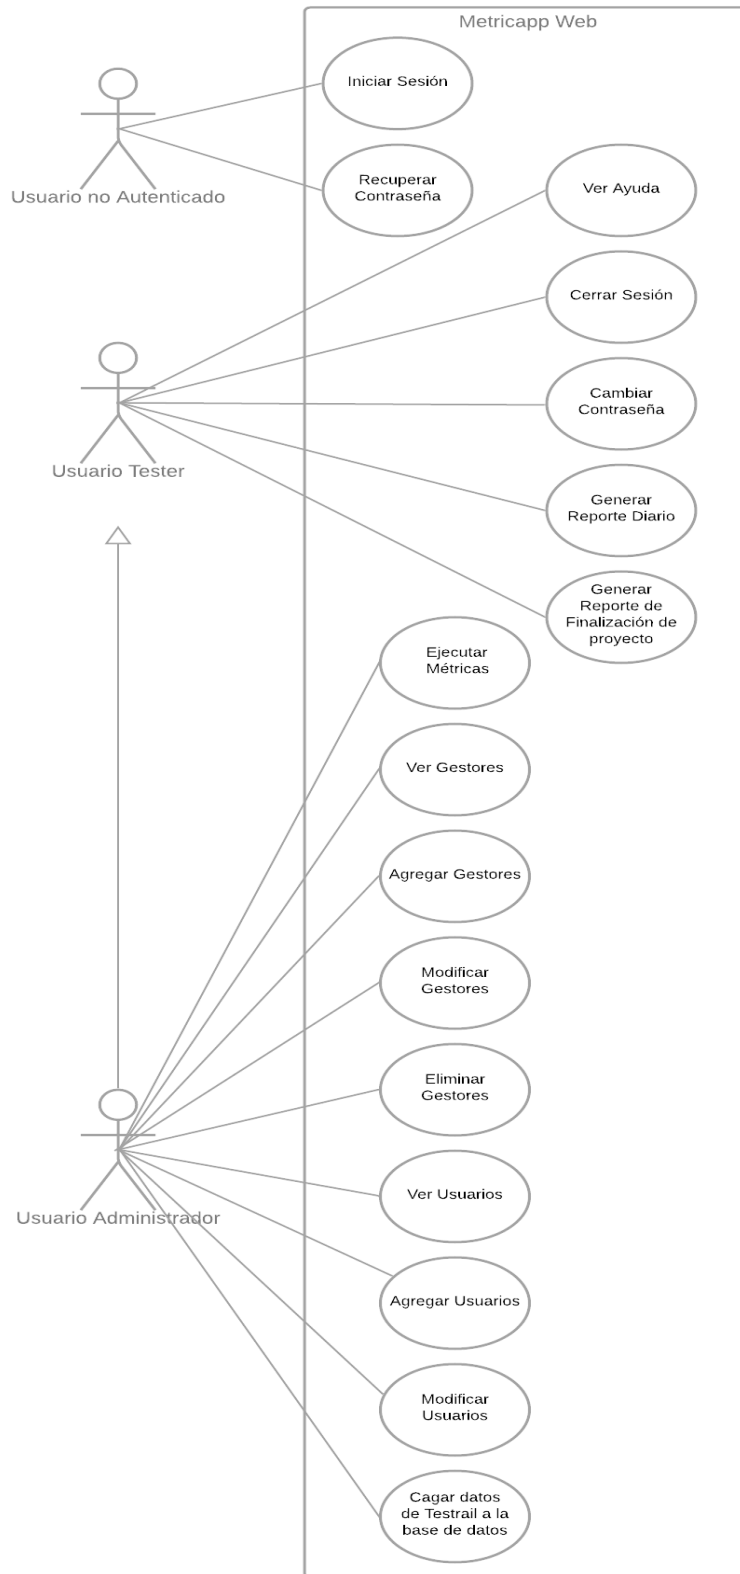 Metricapp Web
Iniciar Sesión
Usuario no Autenticado
Recuperar
Contraseña
Ver Ayuda
Cerrar Sesión
Usuario Tester
Cambiar
Contraseña
Generar
Reporte Diario
Generar
Reporte de
Finalización de
proyecto
Ejecutar
Métricas
Ver Gestores
Agregar Gestores
Modificar
Gestores
Eliminar
Gestores
Usuario Administrador
Ver Usuarios
Agregar Usuarios
Modificar
Usuarios
Cagar datos
de Testrail a la
base de datos